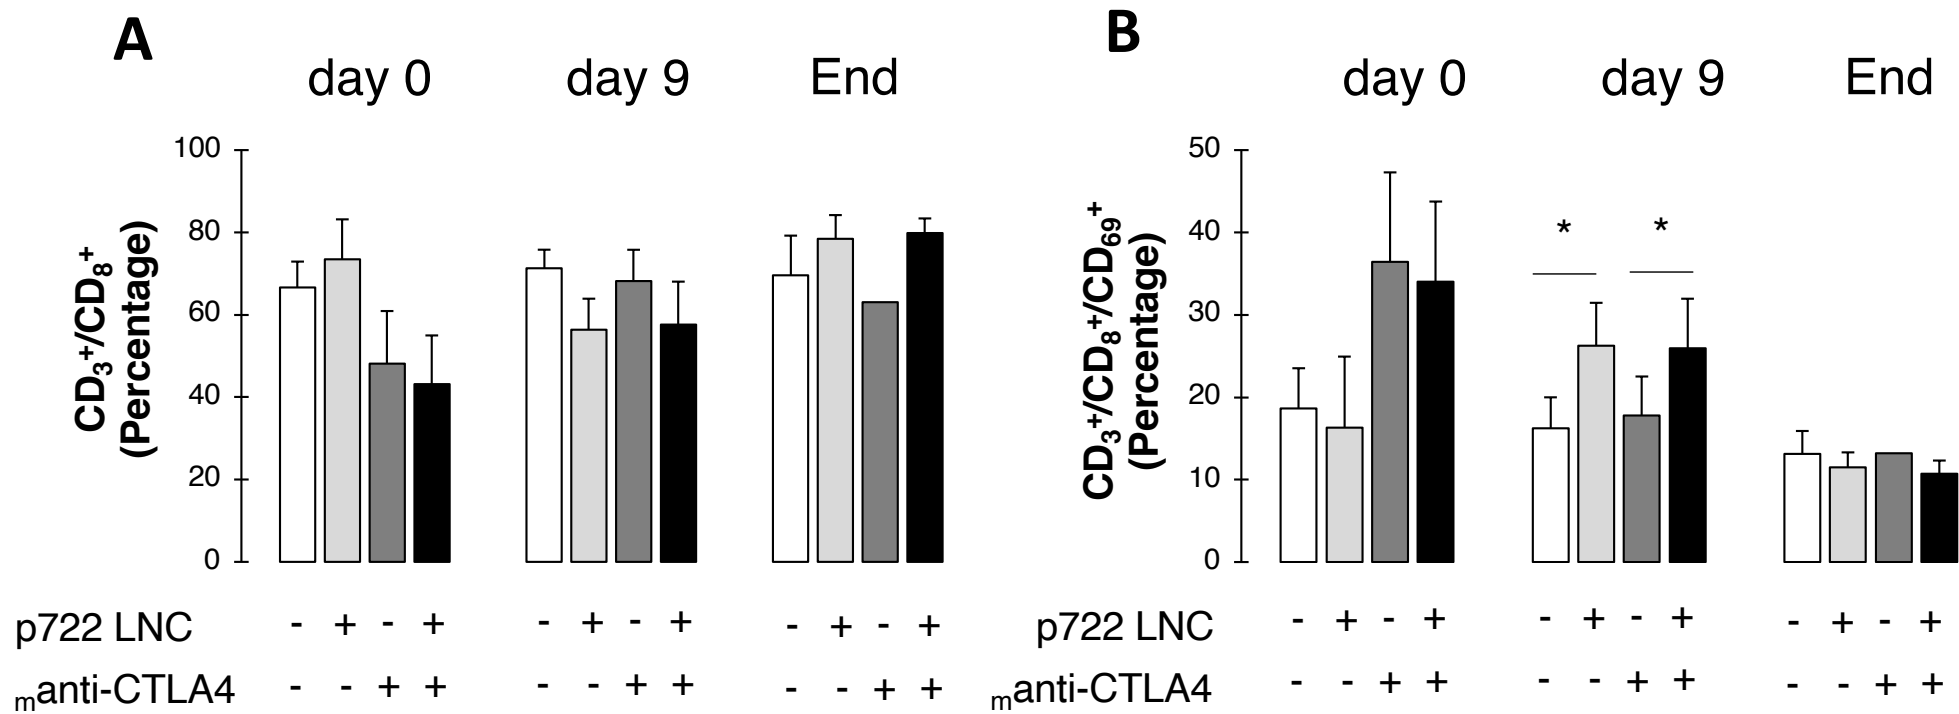 A
day 0 day 9 End
100
80
60
40
20
0
CD3+/CD8+
(Percentage)
p722 LNC - + - + - + - + - + - +
manti-CTLA4 - - + + - - + + - - + +
B
day 0 day 9 End
50
40
30
20
10
0
CD3+/CD8+/CD69+
(Percentage)
* *
p722 LNC - + - + - + - + - + - +
manti-CTLA4 - - + + - - + + - - + +